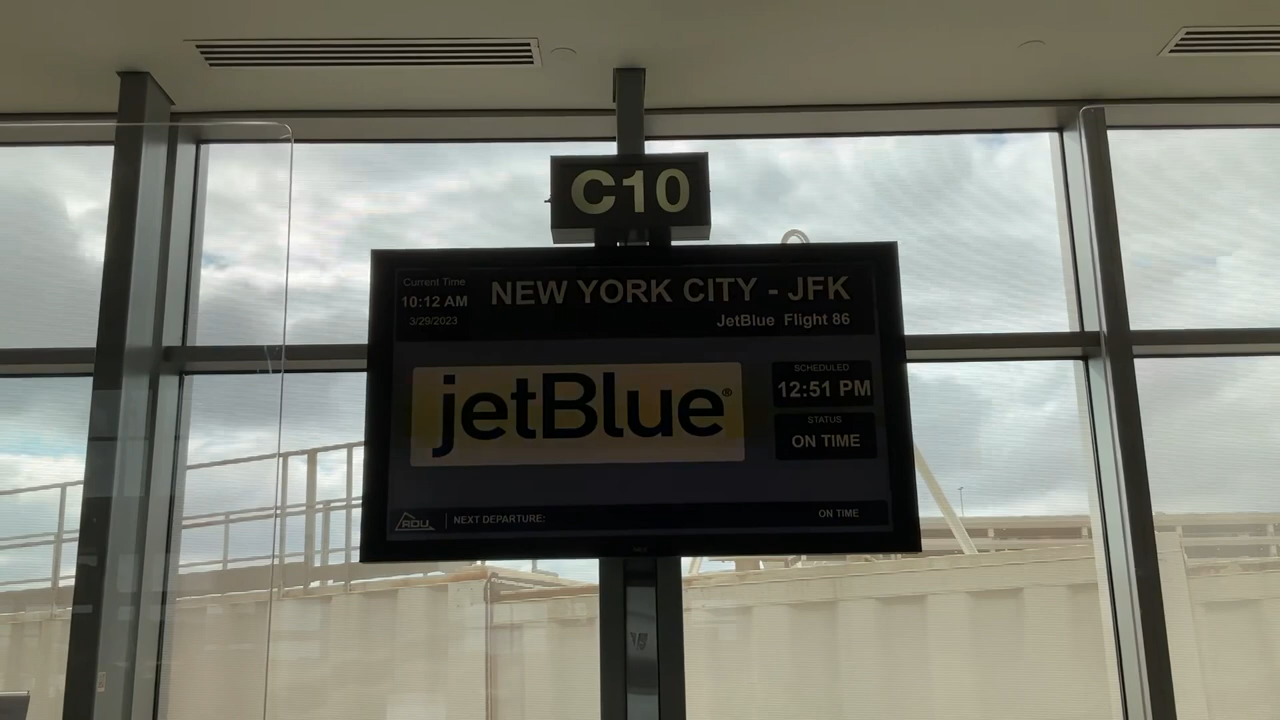 C10
Current Time
10:12 AM
3/29/2023
NEW YORK CITY - JFK
JetBlue Flight 86
jetBlue®
SCHEDULED
12:51 PM
STATUS
ON TIME
RDU
NEXT DEPARTURE:
ON TIME